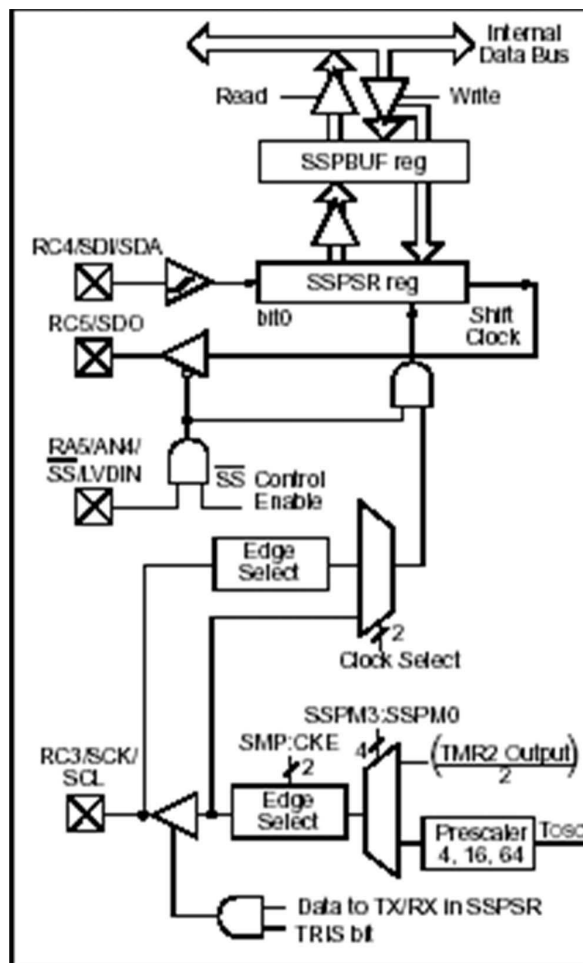 Internal
Data Bus
Read
Write
SSPBUF reg
RC4/SDI/SDA
SSPSR reg
RC5/SDO
bit0
Shift
Clock
RA5/AN4/
SS/LVDIN
SS Control
Enable
Edge
Select
2
Clock Select
SSPM3:SSPM0
SMP:CKE
4
(TMR2 Output)
2
2
RC3/SCK/
SCL
Edge
Select
Prescaler
4, 16, 64
TOSC
Data to TX/RX in SSPSR
TRIS bit